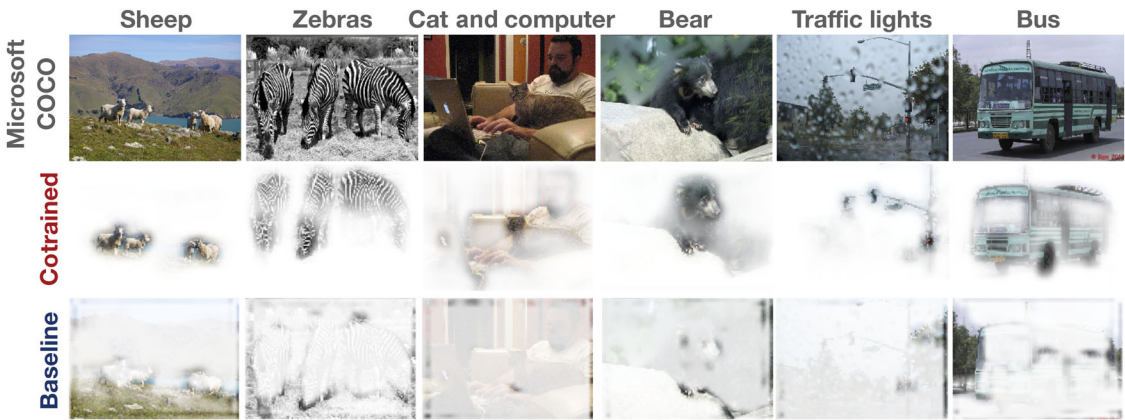 Sheep Zebras Cat and computer Bear Traffic lights Bus
Microsoft
COCO
Cotrained
Baseline